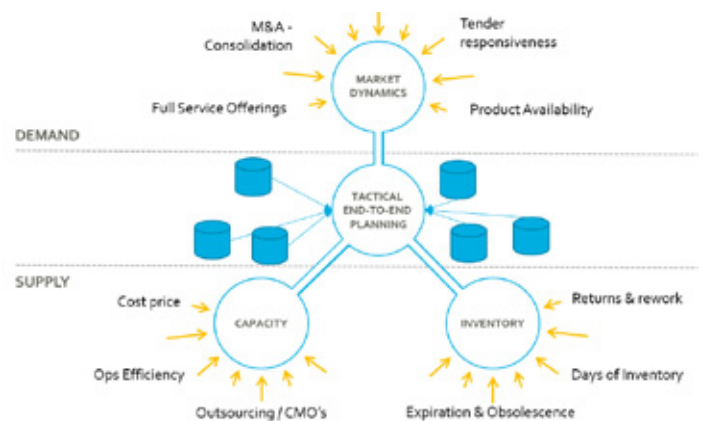 M&A -
Consolidation
Tender
responsiveness
MARKET
DYNAMICS
Full Service Offerings
Product Availability
DEMAND
TACTICAL
END-TO-END
PLANNING
SUPPLY
Cost price
Returns & rework
CAPACITY
INVENTORY
Ops Efficiency
Days of Inventory
Outsourcing / CMO's
Expiration & Obsolescence